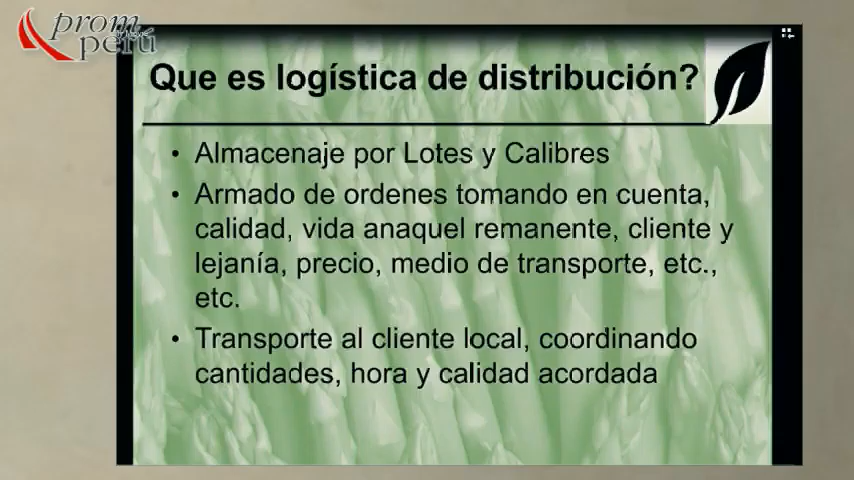 prom
perú
Que es logística de distribución?
• Almacenaje por Lotes y Calibres
• Armado de ordenes tomando en cuenta,
calidad, vida anaquel remanente, cliente y
lejanía, precio, medio de transporte, etc.,
etc.
• Transporte al cliente local, coordinando
cantidades, hora y calidad acordada